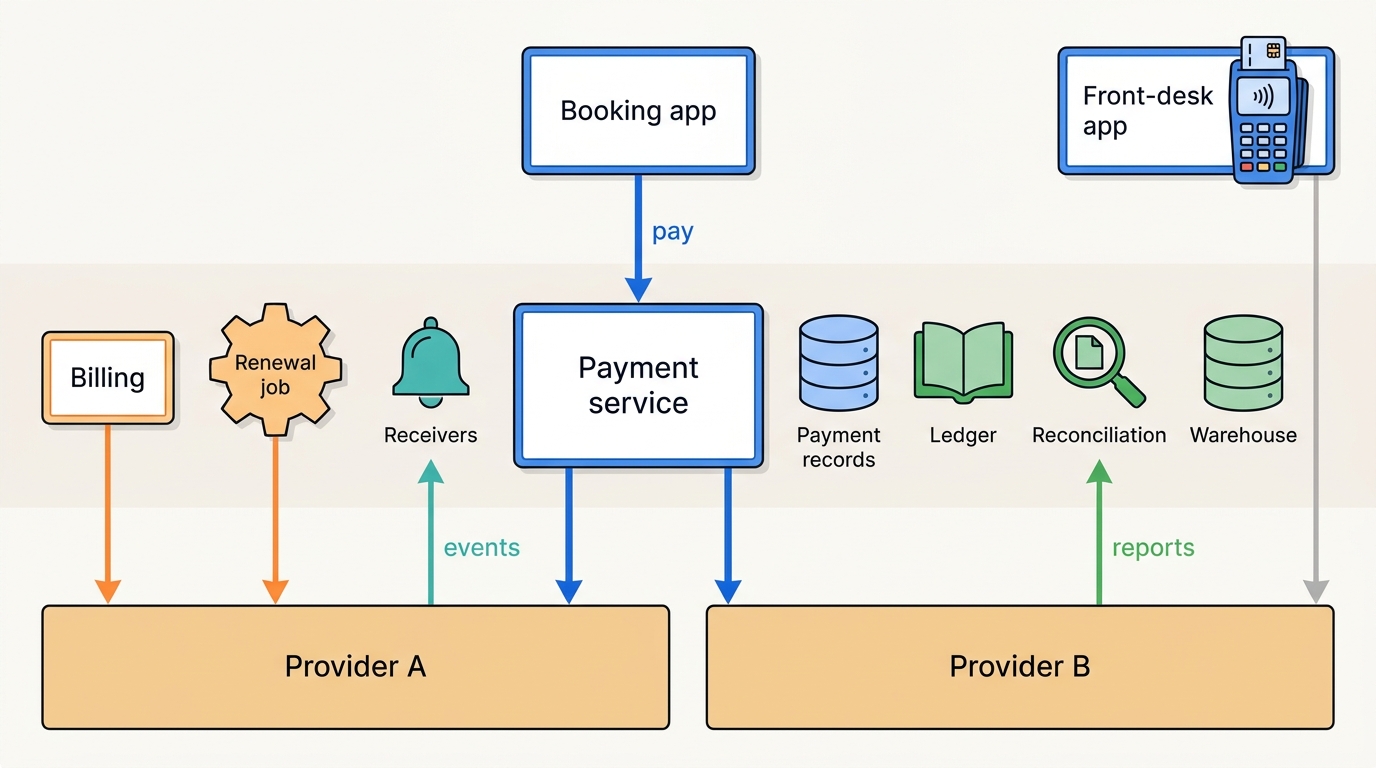 Booking app
Front-desk
app
pay
Billing
Renewal
job
Receivers
Payment
service
Payment
records
Ledger
Reconciliation
Warehouse
events
reports
Provider A
Provider B